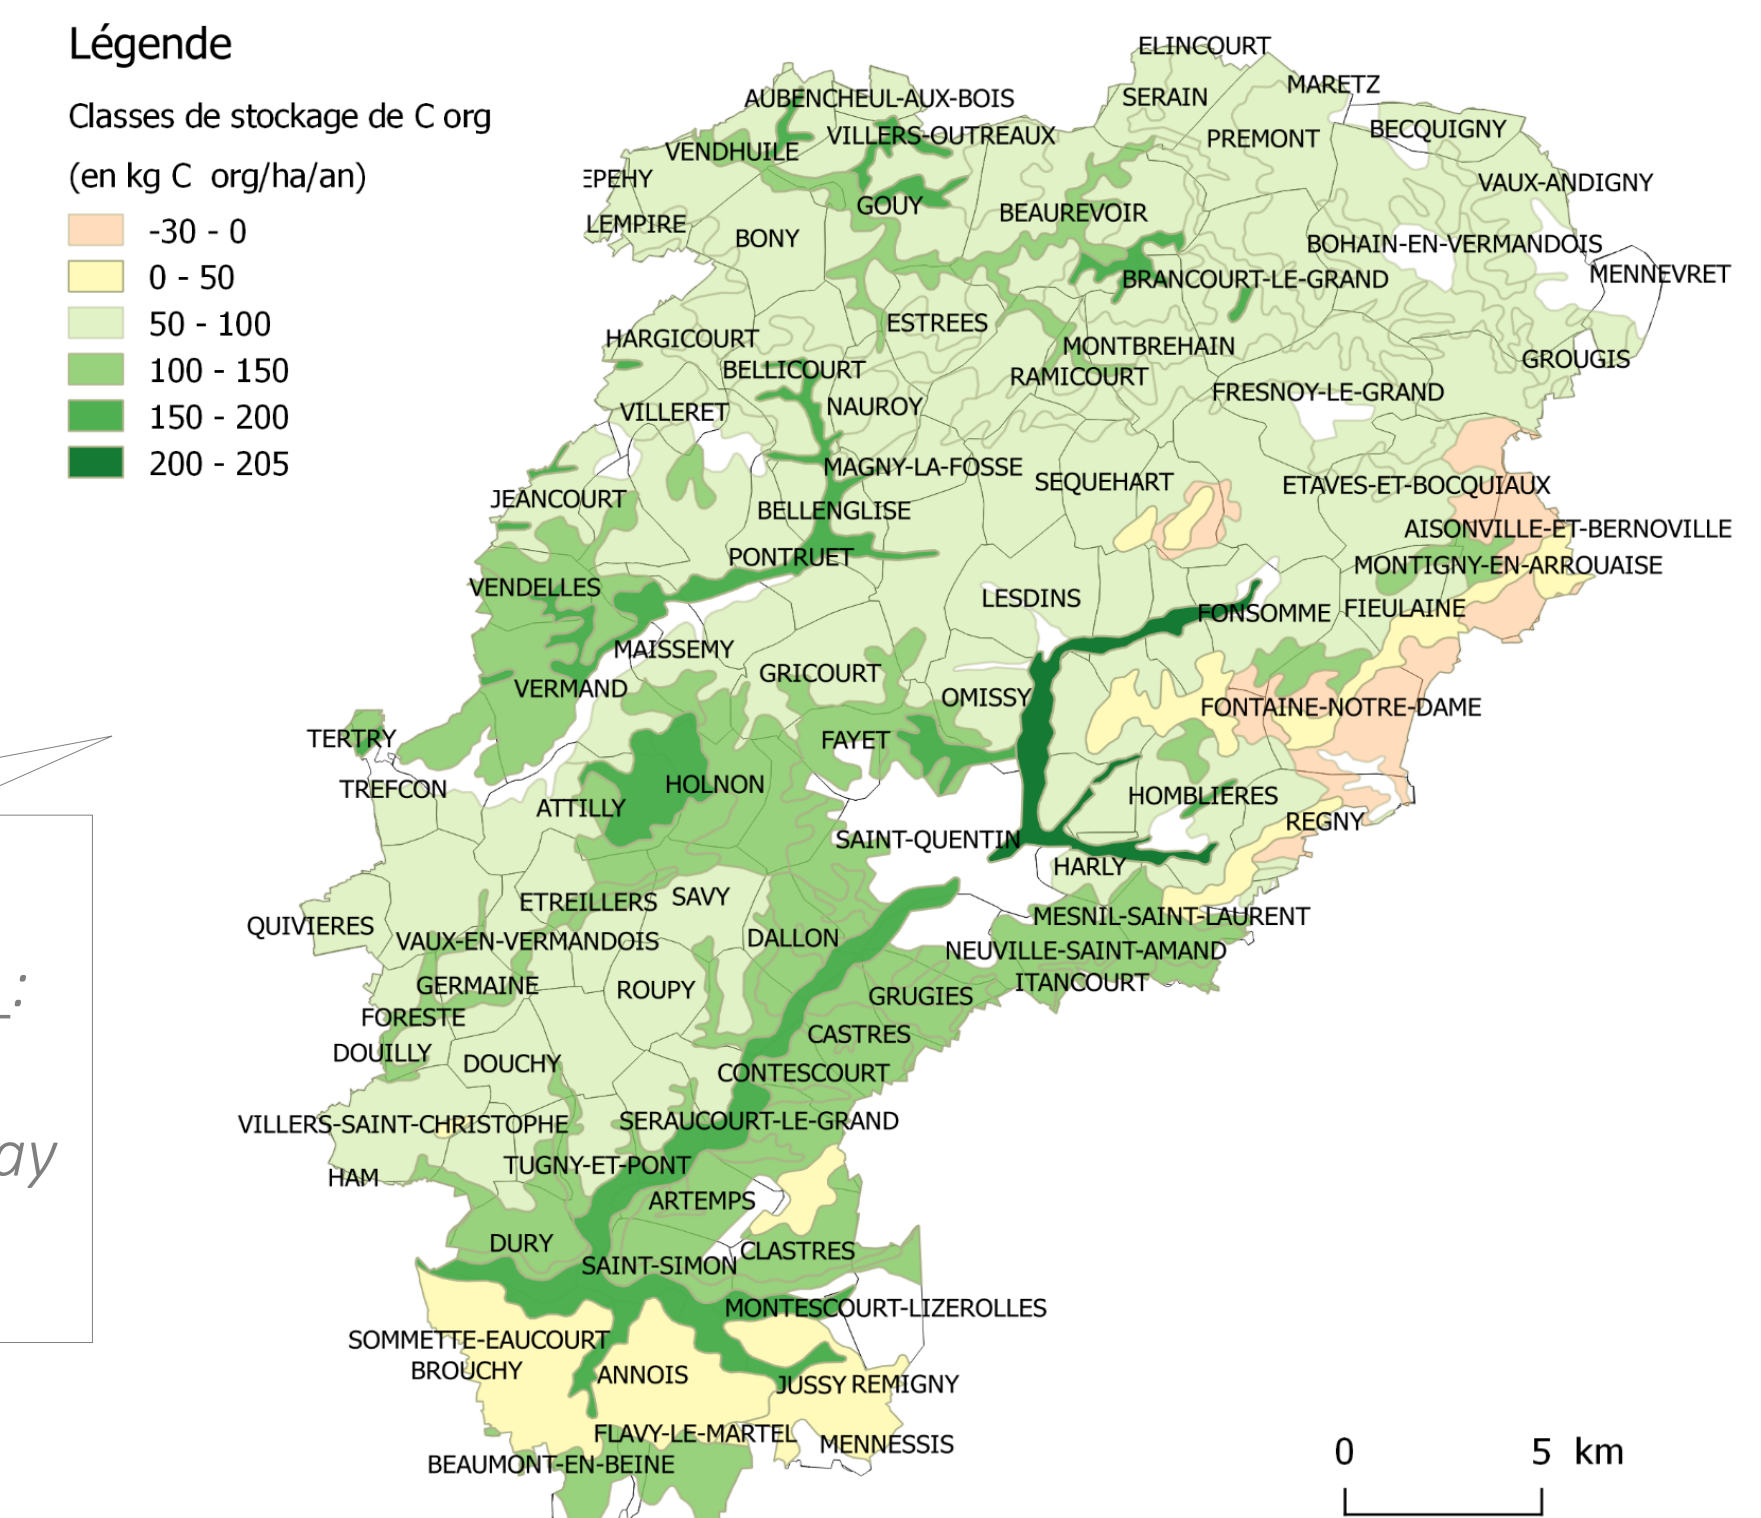 Légende
Classes de stockage de C org
(en kg C org/ha/an)
-30 - 0
0 - 50
50 - 100
100 - 150
150 - 200
200 - 205
ELINCOURT
MARETZ
AUBENCHEUL-AUX-BOIS
SERAIN
BECQUIGNY
VILLERS-OUTREAUX
PREMONT
VENDHUILE
EPEHY
VAUX-ANDIGNY
GOUY
BEAUREVOIR
LEMPIRE
BONY
BOHAIN-EN-VERMANDOIS
MENNEVRET
BRANCOURT-LE-GRAND
ESTREES
HARGICOURT
MONTBREHAIN
GROUGIS
BELLICOURT
RAMICOURT
FRESNOY-LE-GRAND
NAUROY
VILLERET
MAGNY-LA-FOSSE
SEQUEHART
ETAVES-ET-BOCQUIAUX
JEANCOURT
BELLENGLISE
AISONVILLE-ET-BERNOVILLE
PONTRUET
MONTIGNY-EN-ARROUAISE
VENDELLES
LESDINS
FIEULAINE
FONSOMME
MAISSEMY
GRICOURT
VERMAND
OMISSY
FONTAINE-NOTRE-DAME
TERTRY
FAYET
HOLNON
TREFCON
HOMBLIERES
ATTILLY
REGNY
SAINT-QUENTIN
HARLY
SAVY
ETREILLERS
MESNIL-SAINT-LAURENT
QUIVIERES
DALLON
VAUX-EN-VERMANDOIS
NEUVILLE-SAINT-AMAND
ITANCOURT
GERMAINE
ROUPY
GRUGIES
:
FORESTE
CASTRES
DOUILLY
DOUCHY
CONTESCOURT
SERAUCOURT-LE-GRAND
VILLERS-SAINT-CHRISTOPHE
ay
TUGNY-ET-PONT
HAM
ARTEMPS
DURY
CLASTRES
SAINT-SIMON
MONTESCOURT-LIZEROLLES
SOMMETTE-EAUCOURT
BROUCHY
ANNOIS
JUSSY REMIGNY
FLAVY-LE-MARTEL
MENNESSIS
BEAUMONT-EN-BEINE
0 5 km